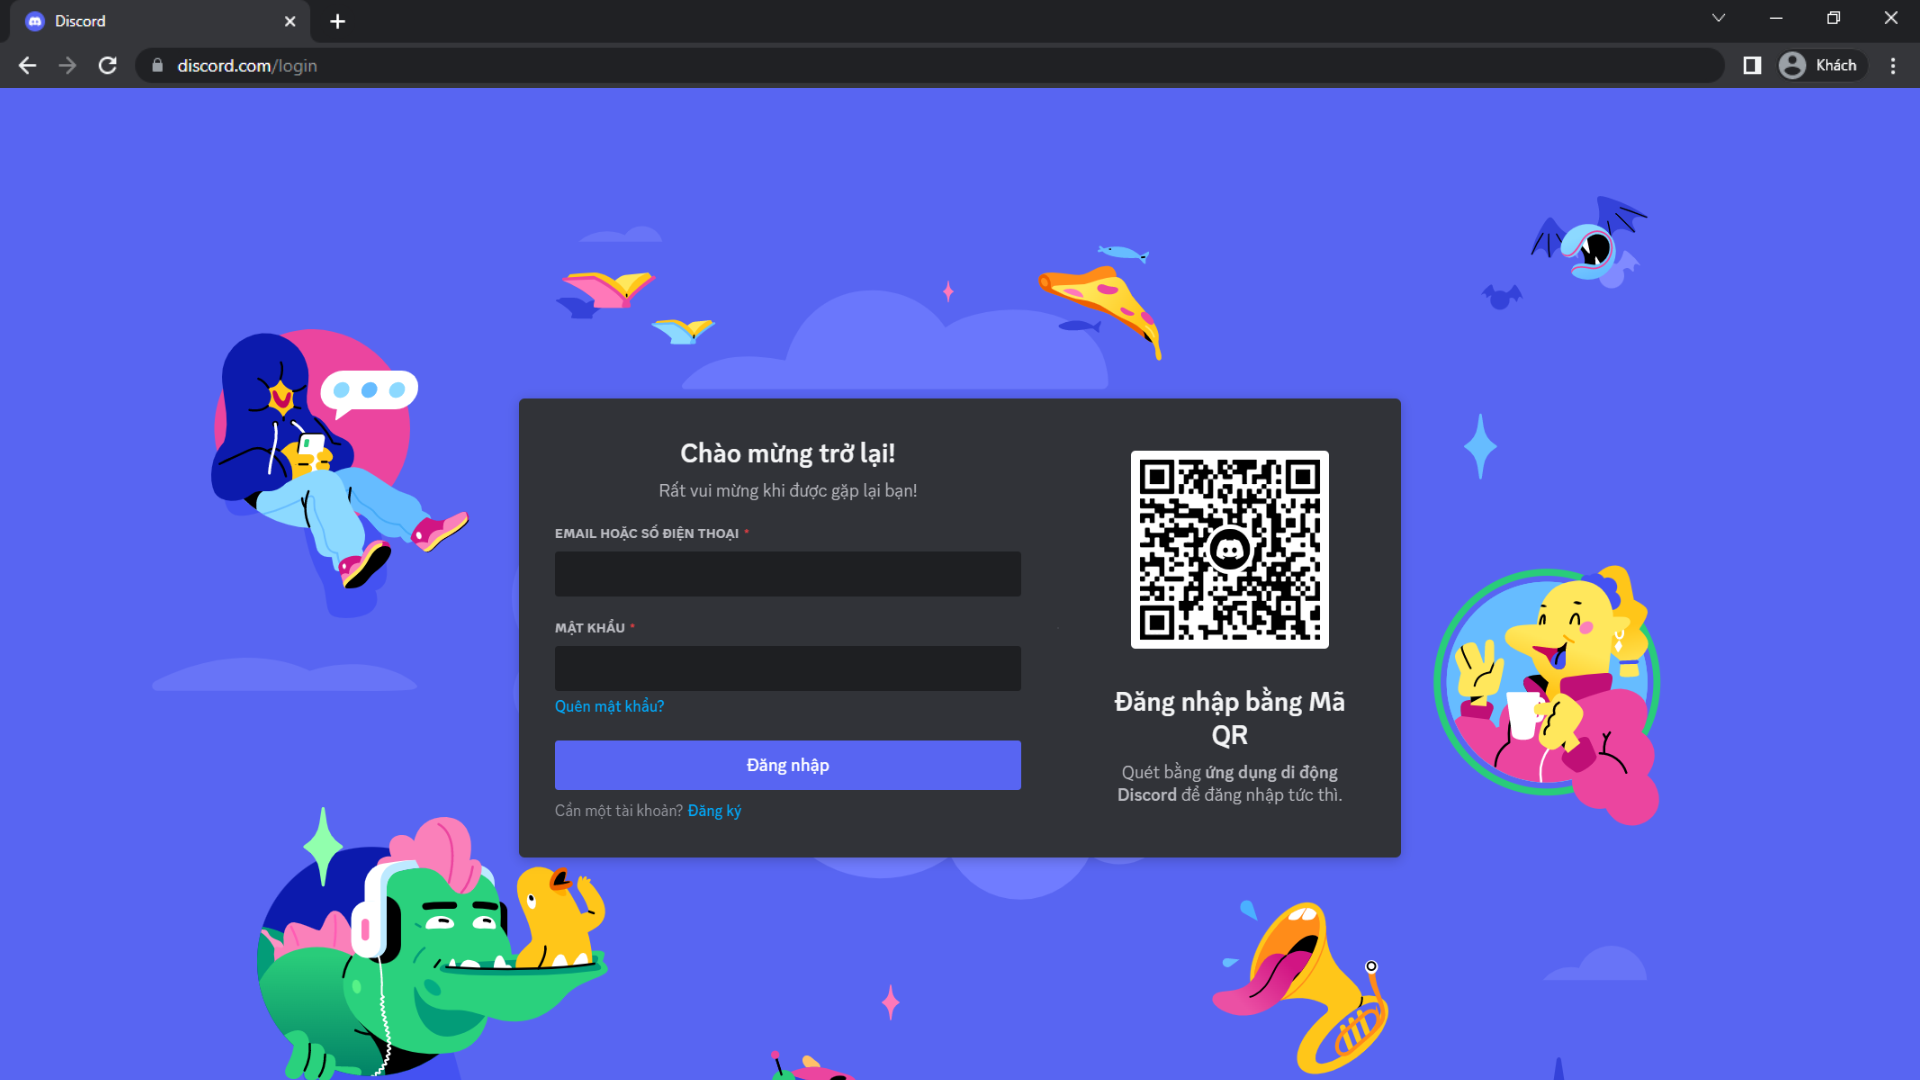 Discord
discord.com/login
Khách
Chào mừng trở lại!
Rất vui mừng khi được gặp lại bạn!
EMAIL HOẶC SỐ ĐIỆN THOẠI *
MẬT KHẨU *
Quên mật khẩu?
Đăng nhập
Cần một tài khoản? Đăng ký
Đăng nhập bằng Mã
QR
Quét bằng ứng dụng di động
Discord để đăng nhập tức thì.